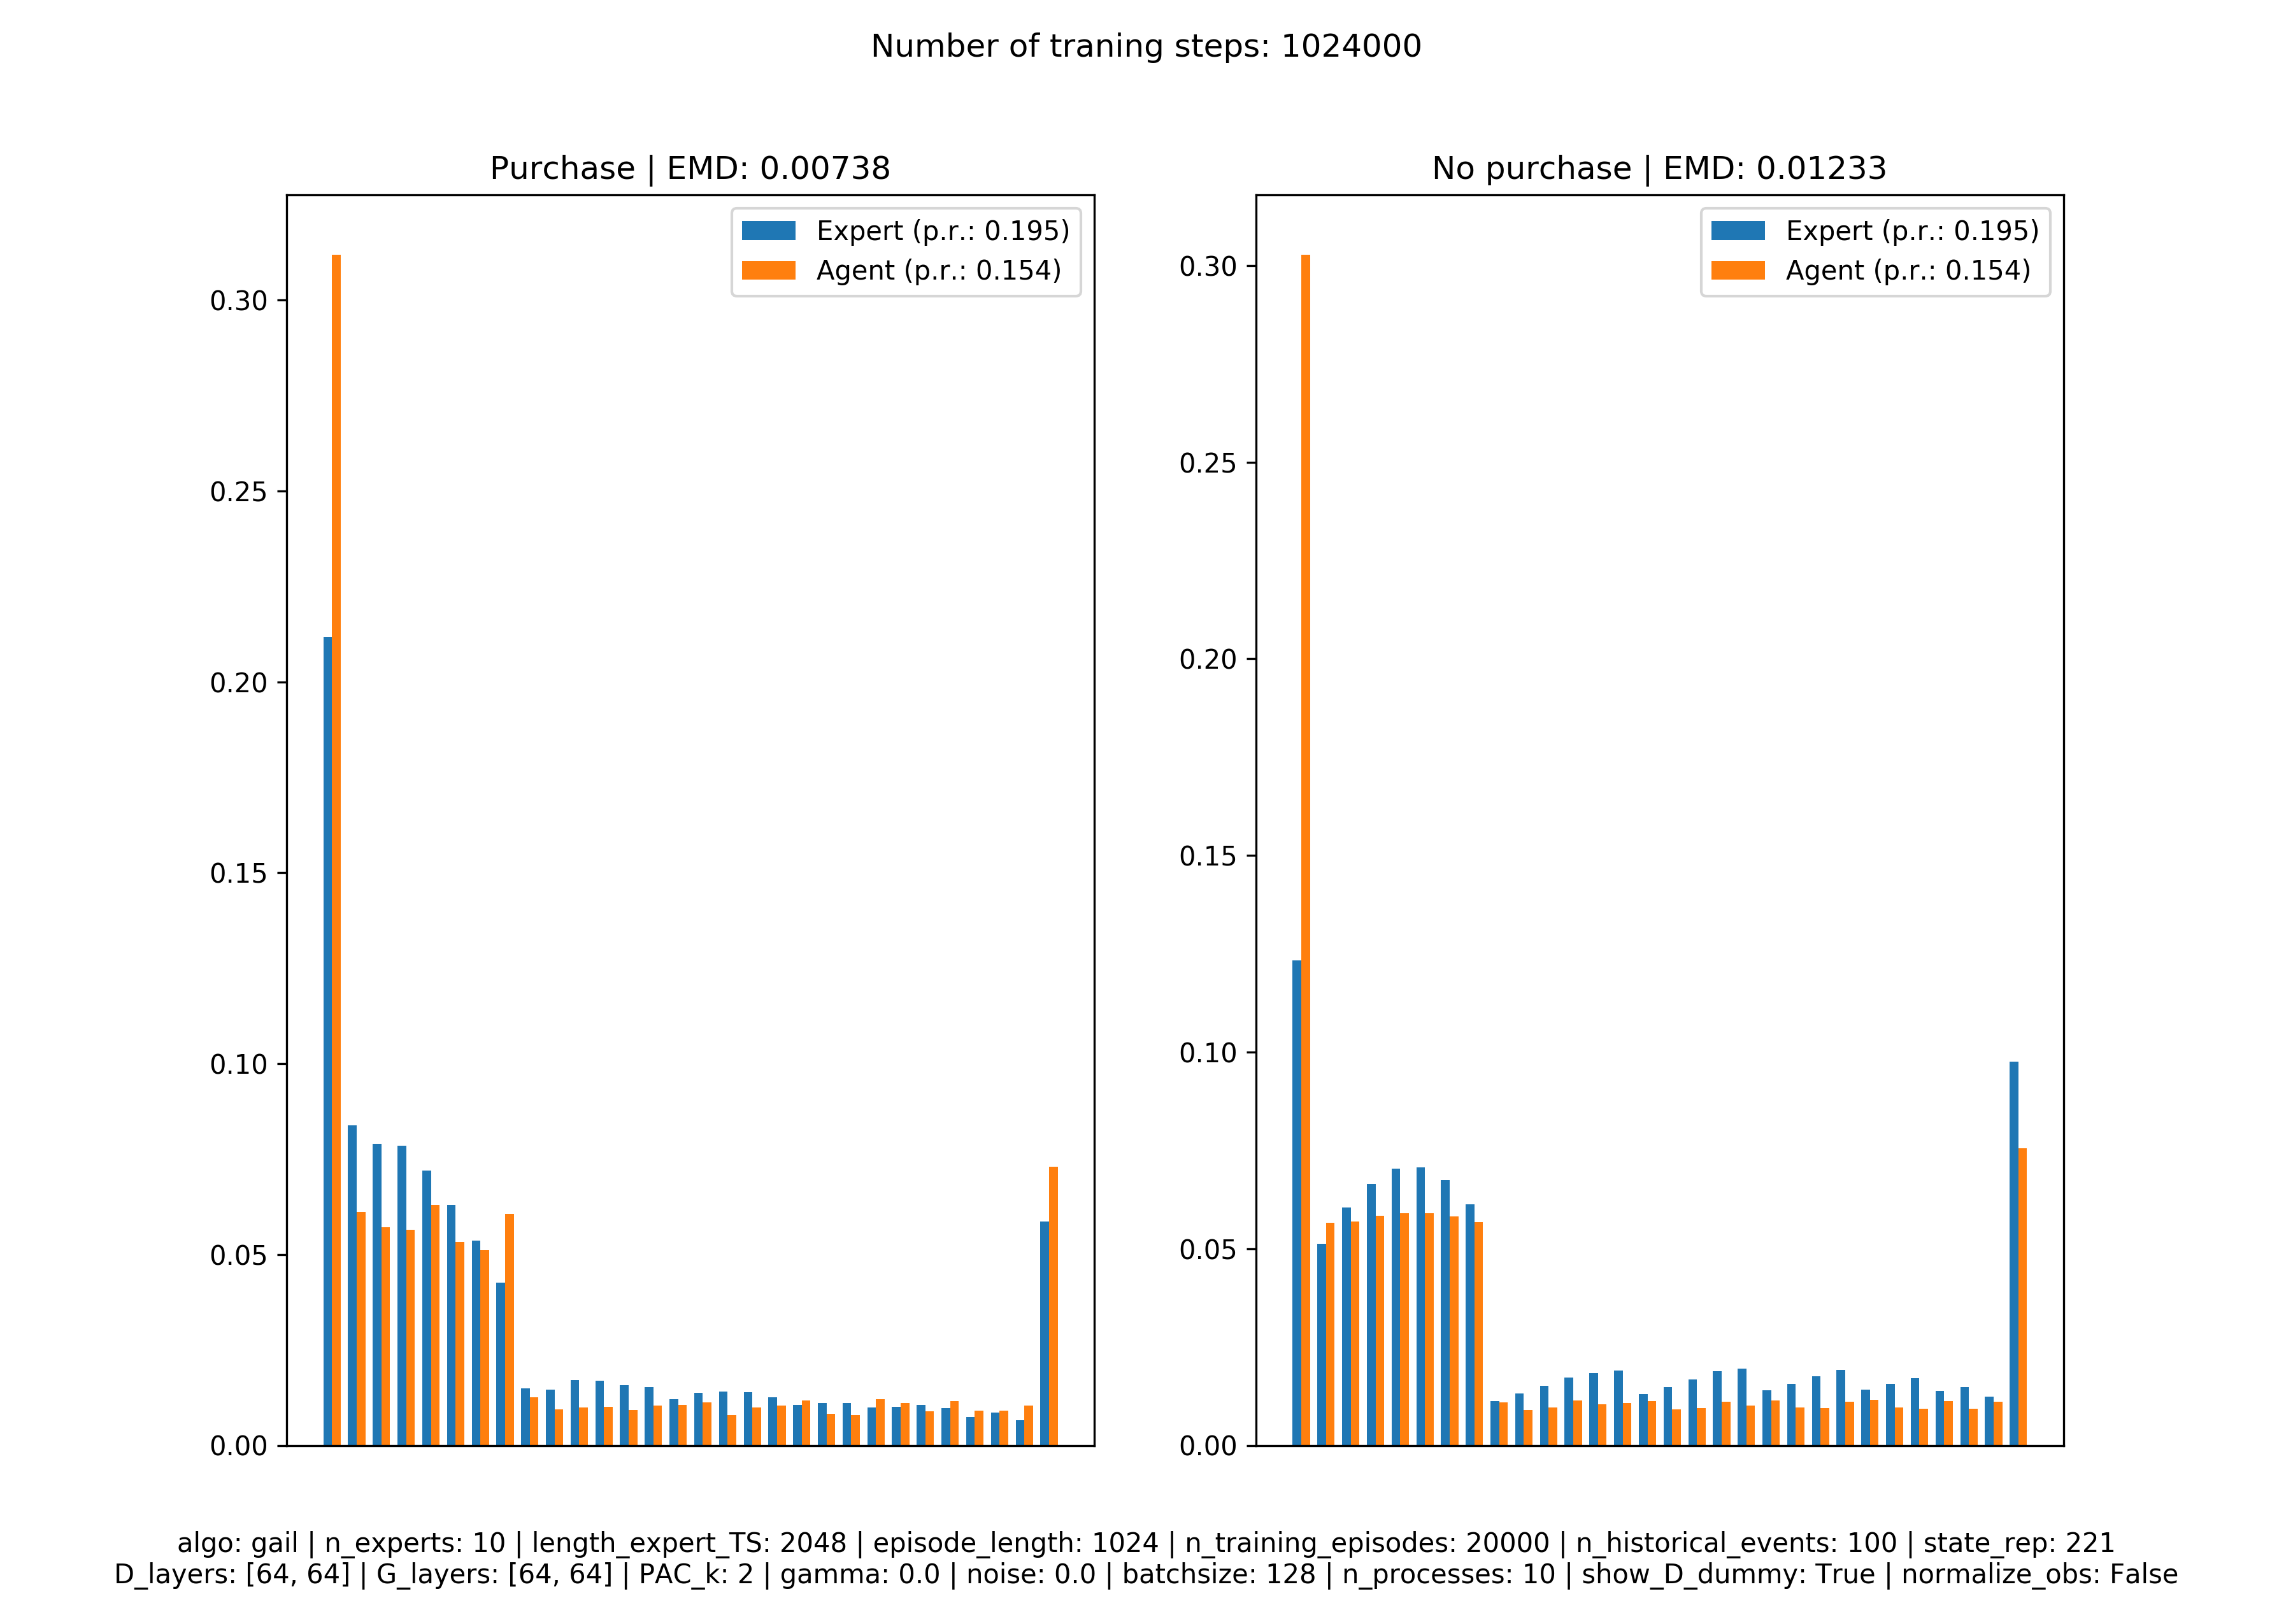 Number of traning steps: 1024000
Purchase | EMD: 0.00738
Expert (p.r.: 0.195)
Agent (p.r.: 0.154)
0.30
0.25
0.20
0.15
0.10
0.05
0.00
No purchase | EMD: 0.01233
Expert (p.r.: 0.195)
Agent (p.r.: 0.154)
0.30
0.25
0.20
0.15
0.10
0.05
0.00
algo: gail | n_experts: 10 | length_expert_TS: 2048 | episode_length: 1024 | n_training_episodes: 20000 | n_historical_events: 100 | state_rep: 221
D_layers: [64, 64] | G_layers: [64, 64] | PAC_k: 2 | gamma: 0.0 | noise: 0.0 | batchsize: 128 | n_processes: 10 | show_D_dummy: True | normalize_obs: False